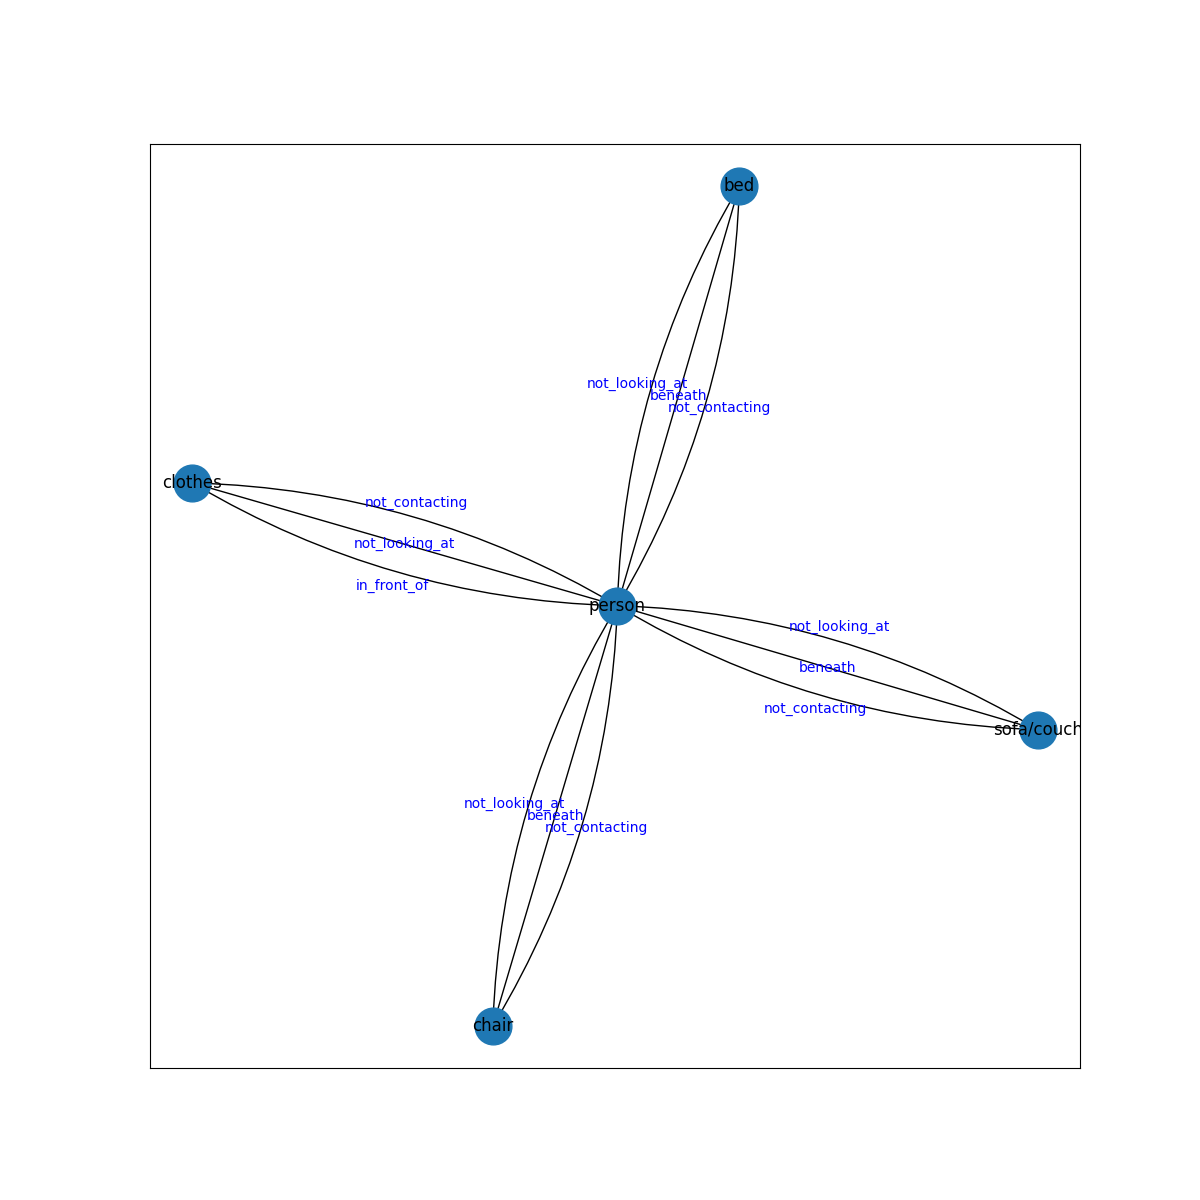 bed
not_looking_at
beneath
not_contacting
clothes
not_contacting
not_looking_at
in_front_of
person
not_looking_at
beneath
not_contacting
sofa/couch
not_looking_at
beneath
not_contacting
chair